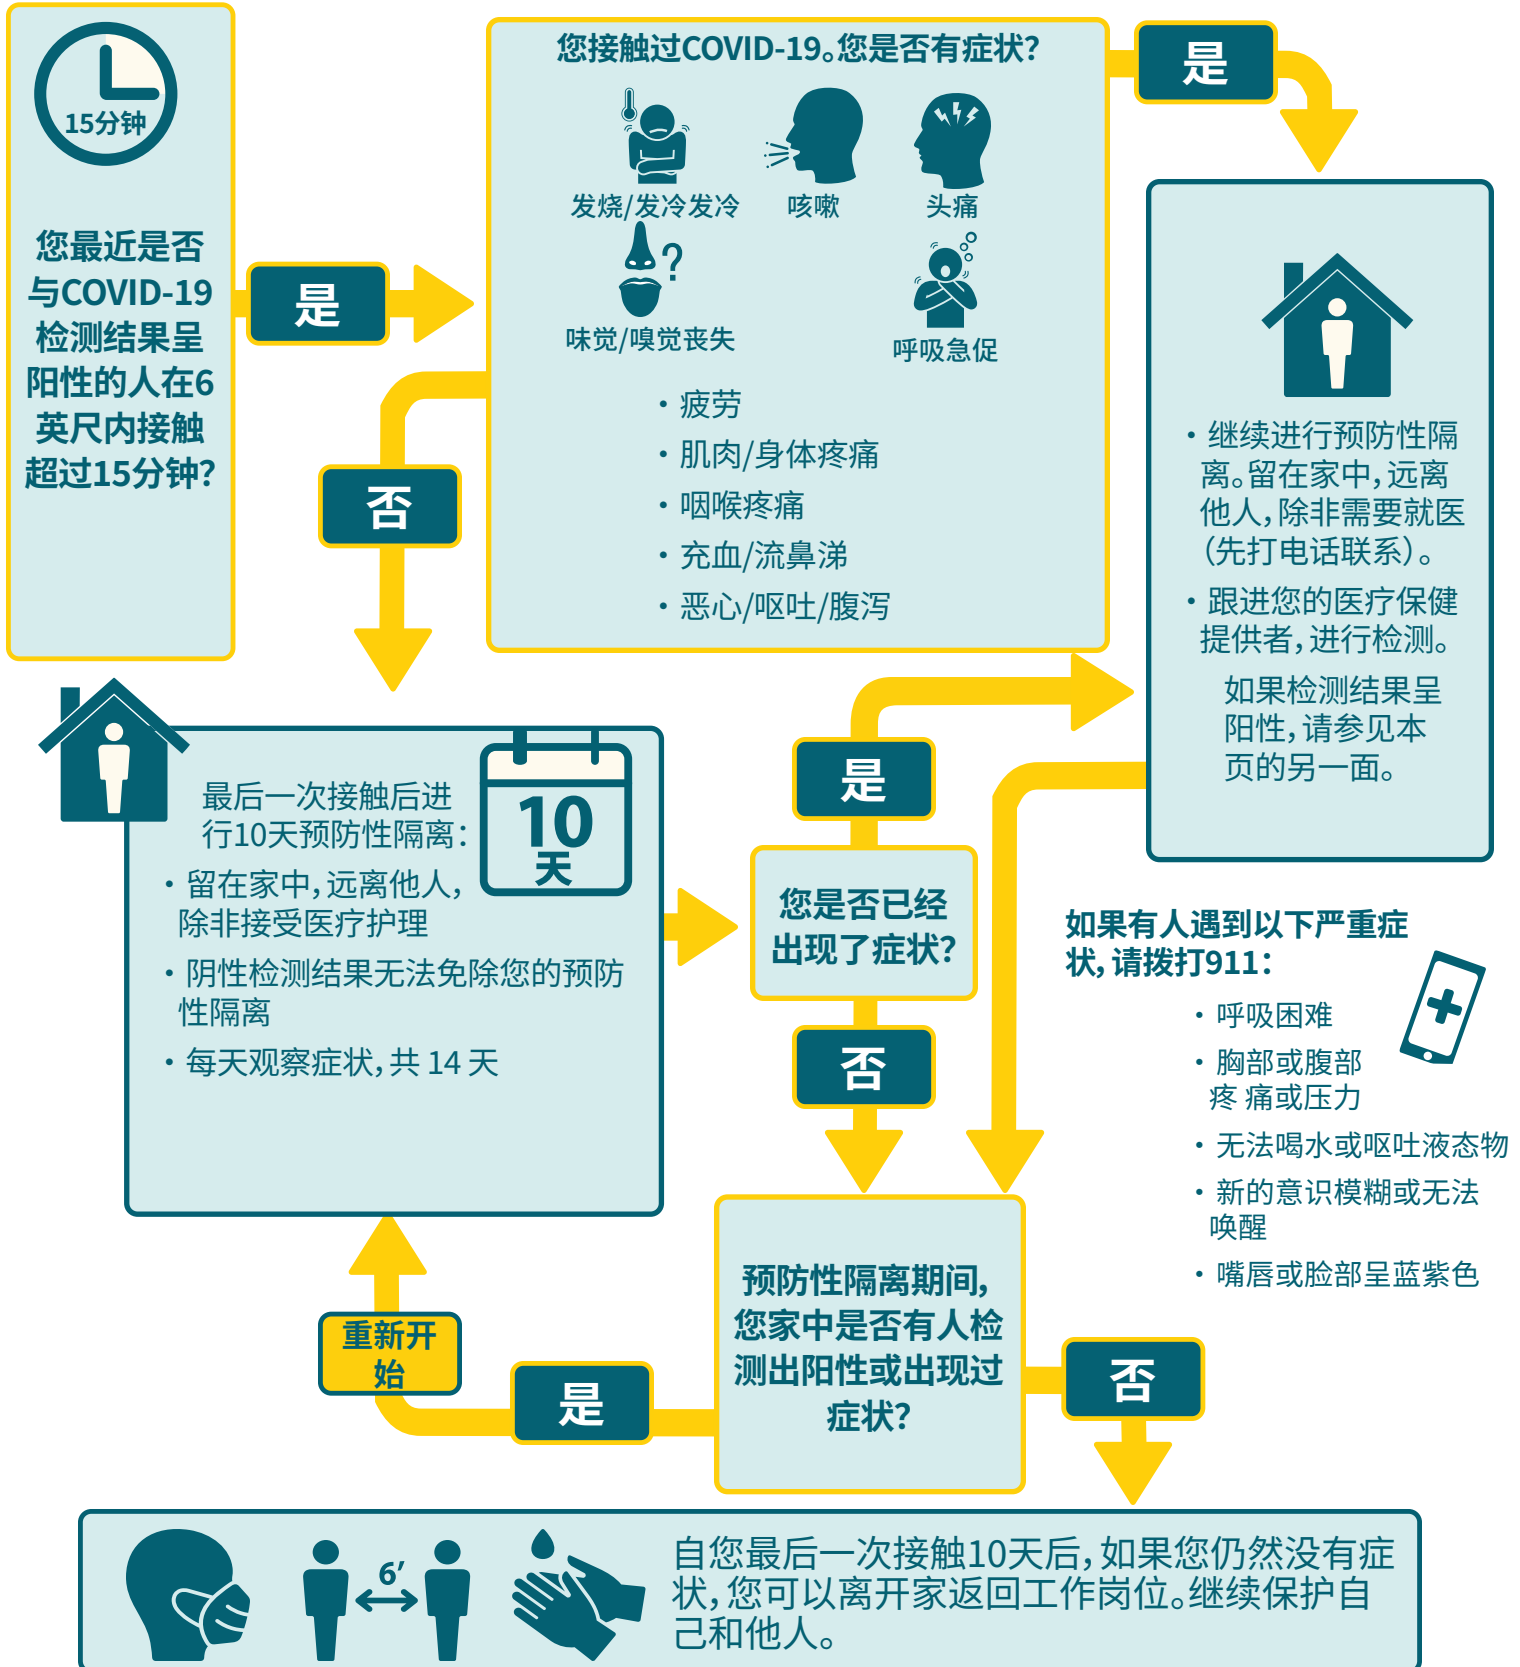 15分钟
您最近是否
与COVID-19
检测结果呈
阳性的人在6
英尺内接触
超过15分钟？
是
您接触过COVID-19。您是否有症状？
发烧/发冷发冷
咳嗽
头痛
?
味觉/嗅觉丧失
呼吸急促
• 疲劳
• 肌肉/身体疼痛
• 咽喉疼痛
• 充血/流鼻涕
• 恶心/呕吐/腹泻
是
• 继续进行预防性隔
离。留在家中，远离
他人，除非需要就医
（先打电话联系）。
• 跟进您的医疗保健
提供者，进行检测。
如果检测结果呈
阳性，请参见本
页的另一面。
否
最后一次接触后进
行10天预防性隔离：
10
天
• 留在家中，远离他人，
除非接受医疗护理
• 阴性检测结果无法免除您的预防
性隔离
• 每天观察症状，共 14 天
是
您是否已经
出现了症状？
否
如果有人遇到以下严重症
状，请拨打911：
• 呼吸困难
• 胸部或腹部
疼 痛或压力
• 无法喝水或呕吐液态物
• 新的意识模糊或无法
唤醒
• 嘴唇或脸部呈蓝紫色
预防性隔离期间，
您家中是否有人检
测出阳性或出现过
症状？
是
重新开
始
否
6′
自您最后一次接触10天后，如果您仍然没有症
状，您可以离开家返回工作岗位。继续保护自
己和他人。